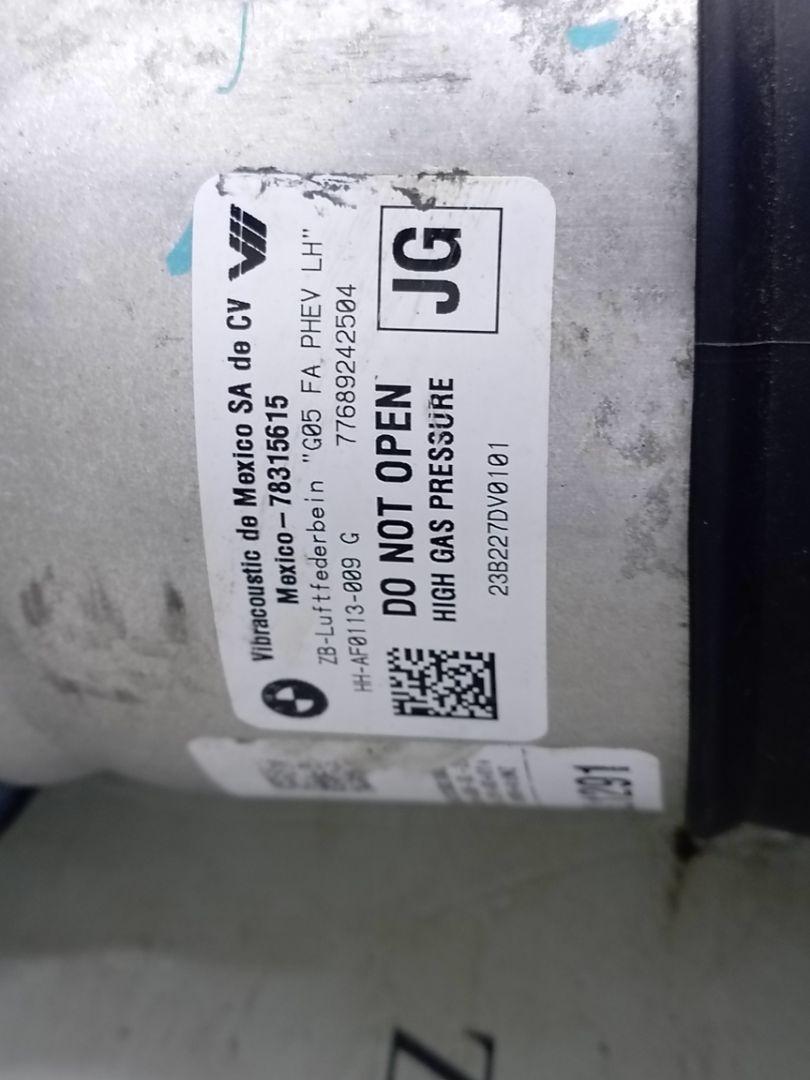 Vibracoustic de Mexico SA de CV
Mexico-78315615
ZB-Luftfederbein "G05 FA PHEV LH"
HH-AF0113-009 G 77689242504
DO NOT OPEN
HIGH GAS PRESSURE
JG
23B227DV0101
291
Z